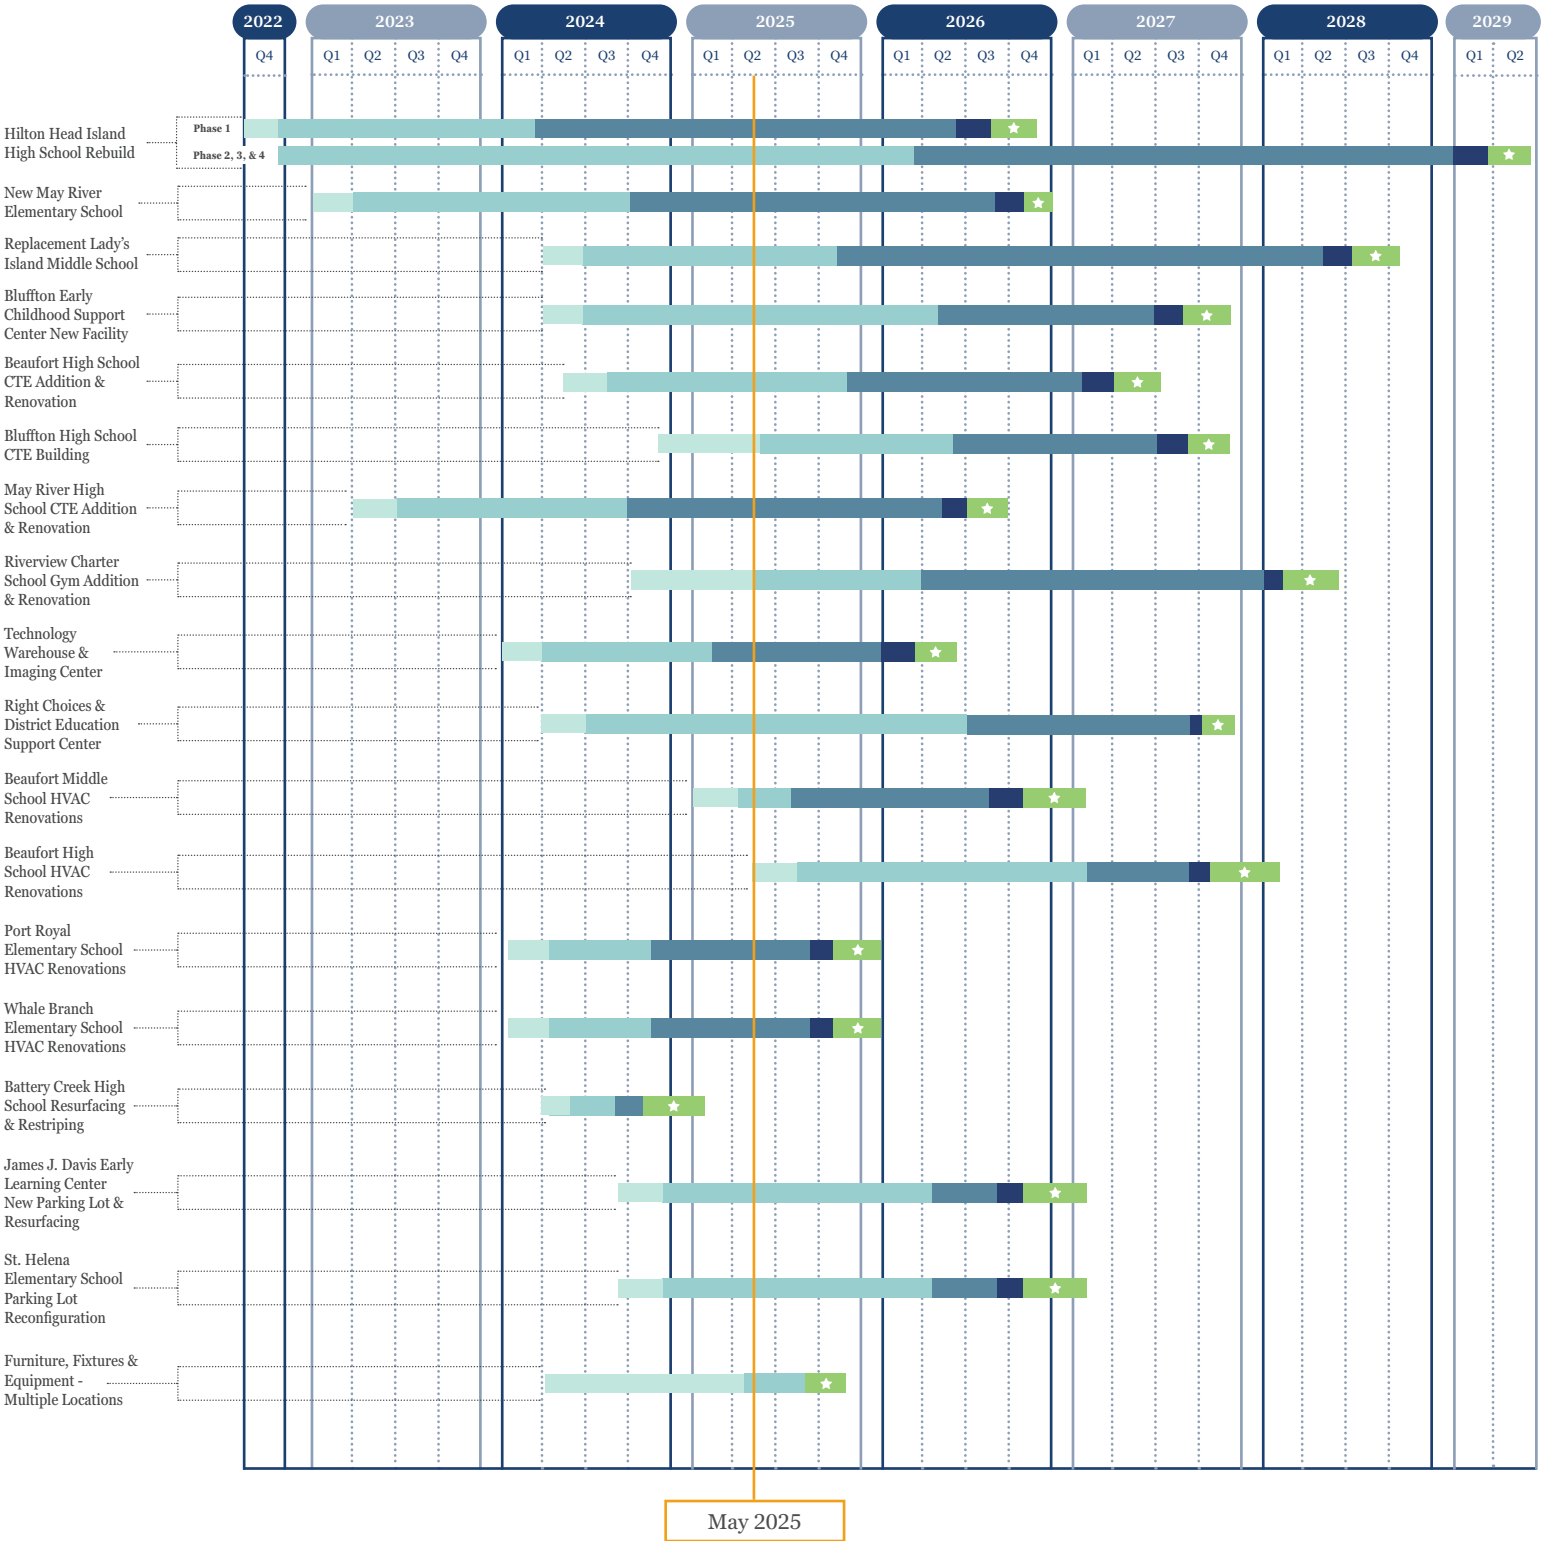 2022 2023 2024 2025 2026 2027 2028 2029
Q4 Q1 Q2 Q3 Q4 Q1 Q2 Q3 Q4 Q1 Q2 Q3 Q4 Q1 Q2 Q3 Q4 Q1 Q2 Q3 Q4 Q1 Q2 Q3 Q4 Q1 Q2
Hilton Head Island
High School Rebuild
Phase 1
Phase 2, 3, & 4
New May River
Elementary School
Replacement Lady’s
Island Middle School
Bluffton Early
Childhood Support
Center New Facility
Beaufort High School
CTE Addition &
Renovation
Bluffton High School
CTE Building
May River High
School CTE Addition
& Renovation
Riverview Charter
School Gym Addition
& Renovation
Technology
Warehouse &
Imaging Center
Right Choices &
District Education
Support Center
Beaufort Middle
School HVAC
Renovations
Beaufort High
School HVAC
Renovations
Port Royal
Elementary School
HVAC Renovations
Whale Branch
Elementary School
HVAC Renovations
Battery Creek High
School Resurfacing
& Restriping
James J. Davis Early
Learning Center
New Parking Lot &
Resurfacing
St. Helena
Elementary School
Parking Lot
Reconfiguration
Furniture, Fixtures &
Equipment -
Multiple Locations
May 2025